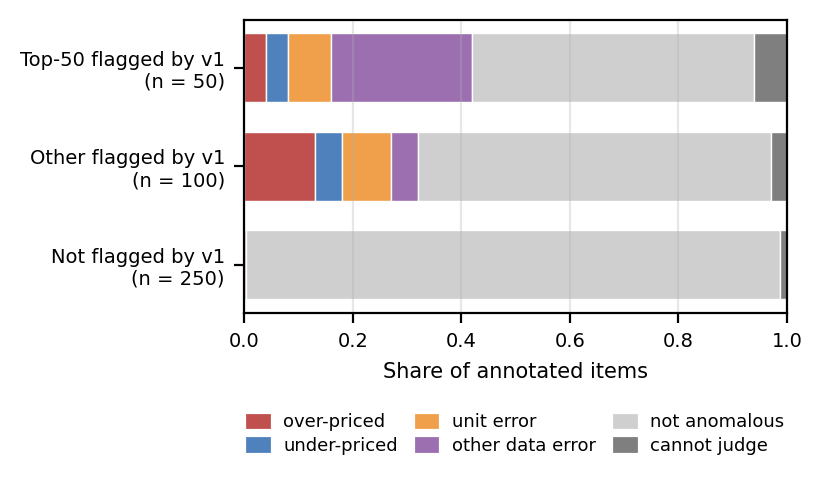 Top-50 flagged by v1
(n = 50)
Other flagged by v1
(n = 100)
Not flagged by v1
(n = 250)
0.0 0.2 0.4 0.6 0.8 1.0
Share of annotated items
over-priced unit error not anomalous
under-priced other data error cannot judge